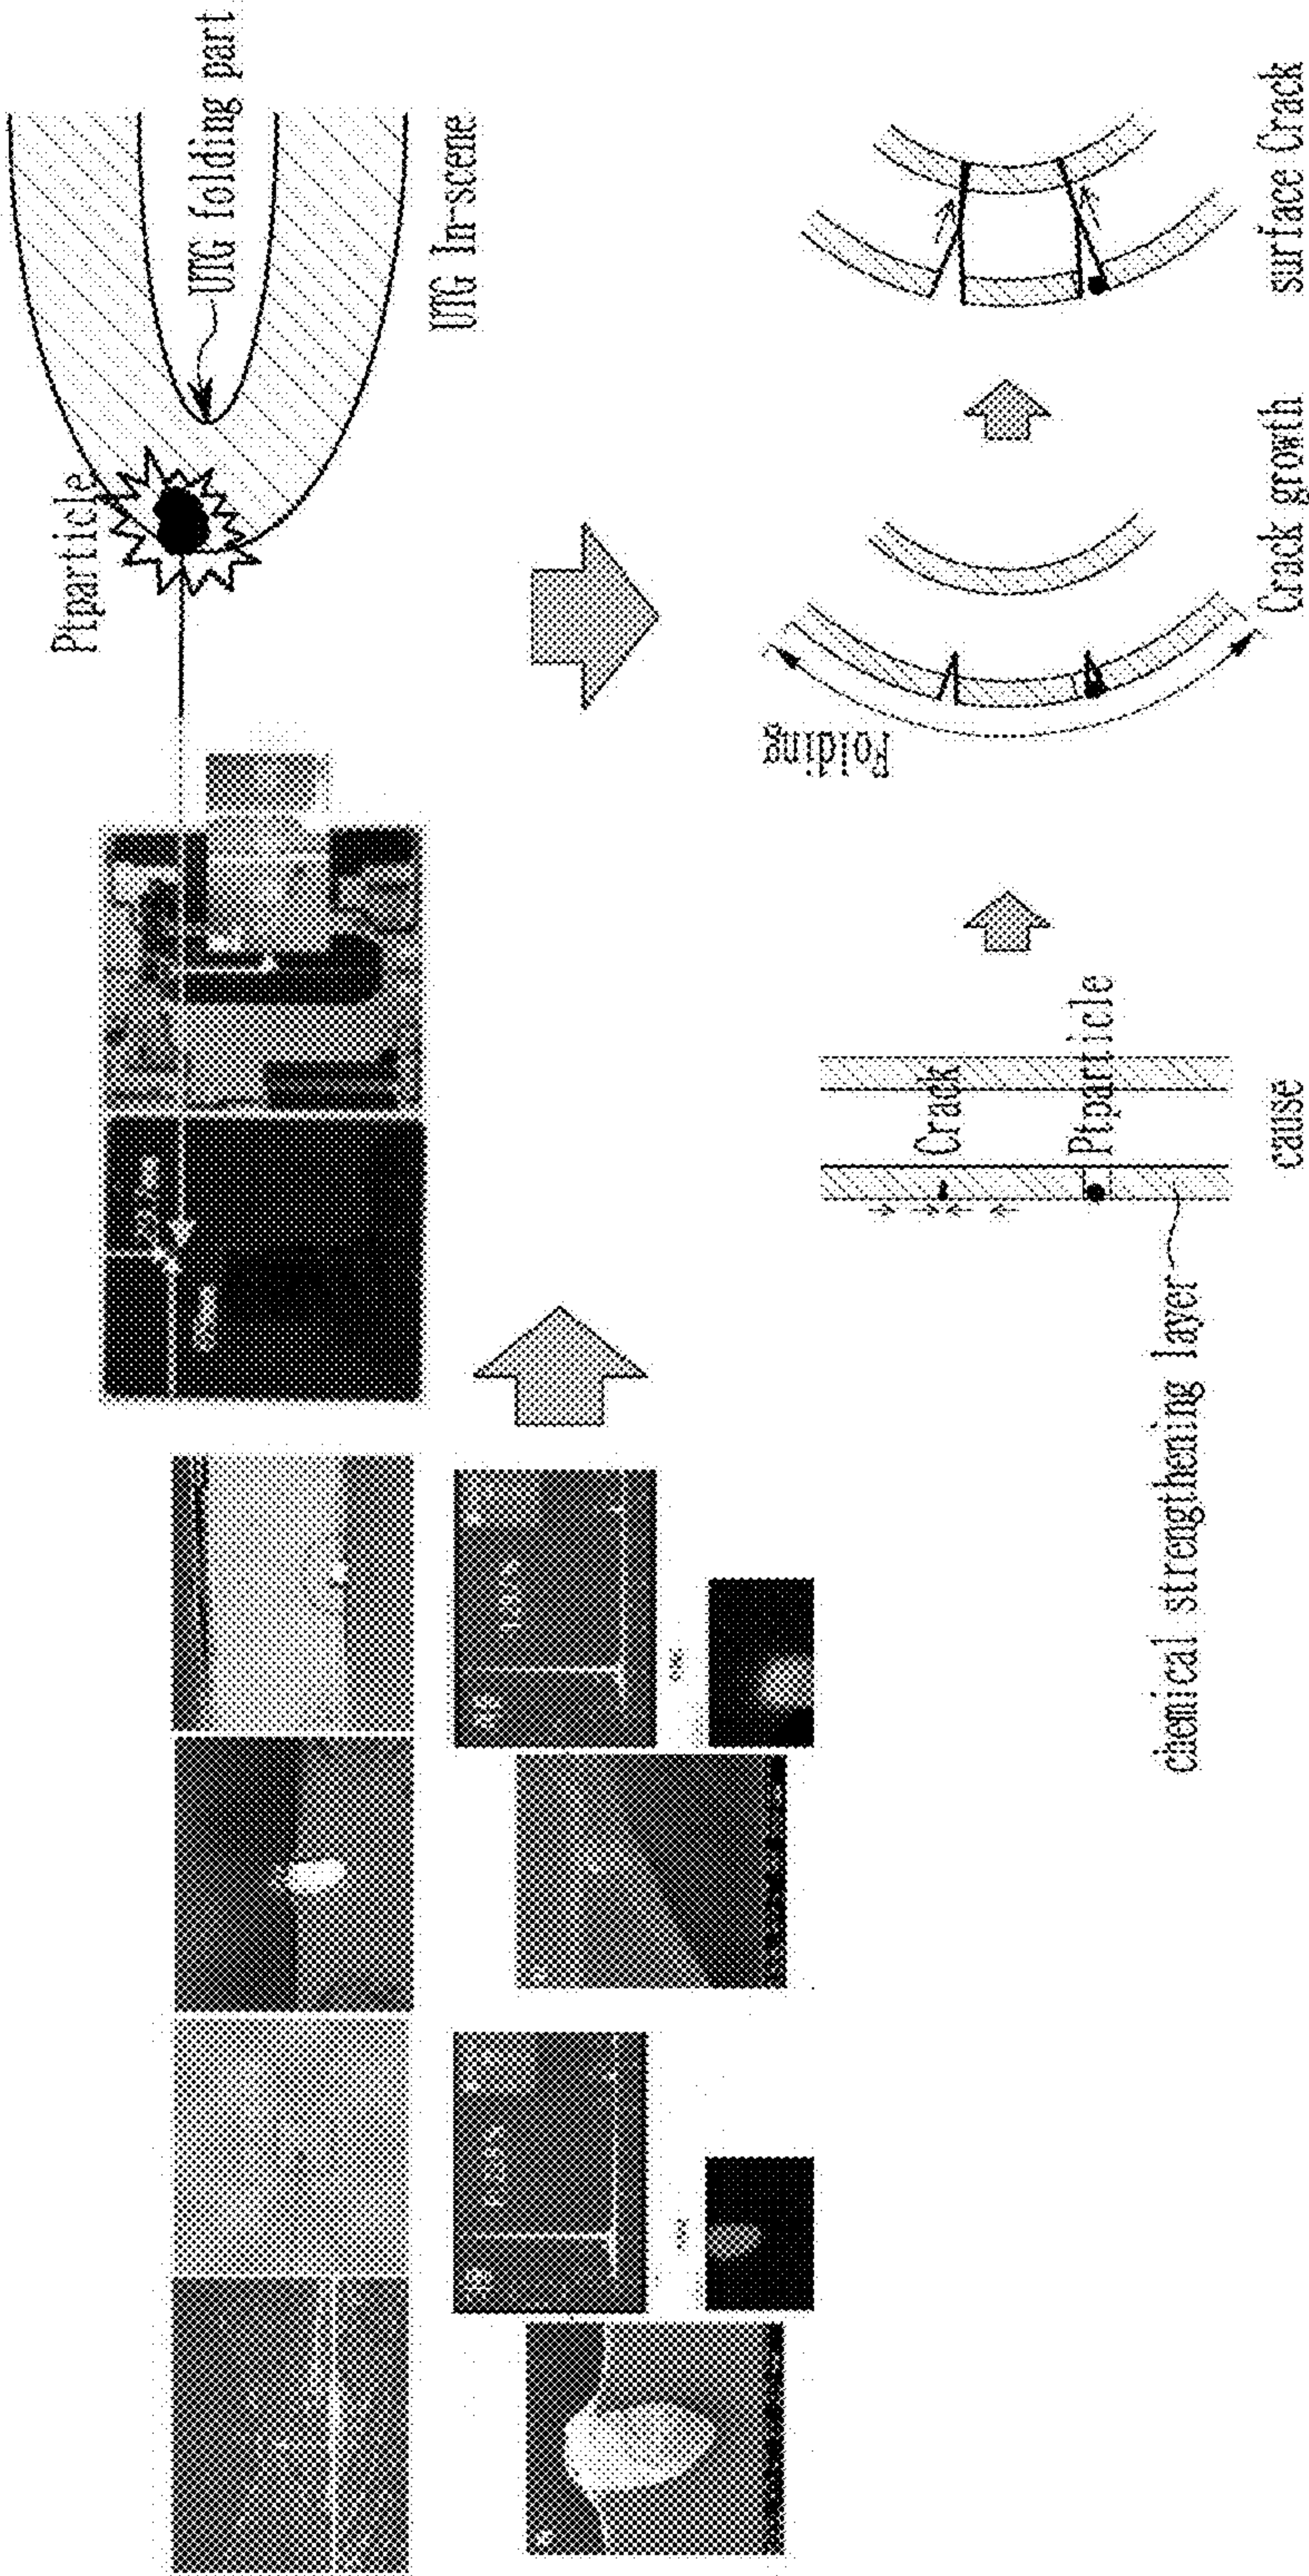 Ptparticle
UTG folding part
UTG In-scene
Folding
Crack
Ptparticle
chemical strengthening layer
cause
Crack growth
surface Crack